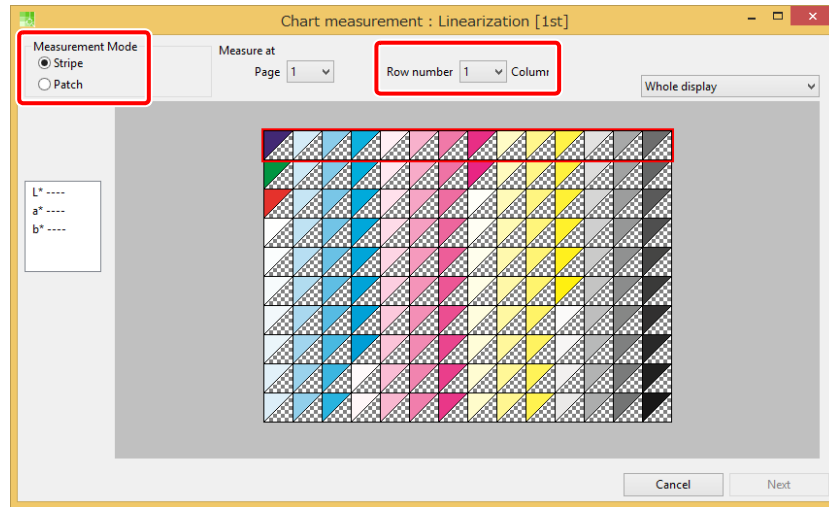 Chart measurement : Linearization [1st]
Measurement Mode
Stripe
Patch
Measure at
Page 1
Row number 1 Column
Whole display
L* ----
a* ----
b* ----
Cancel
Next